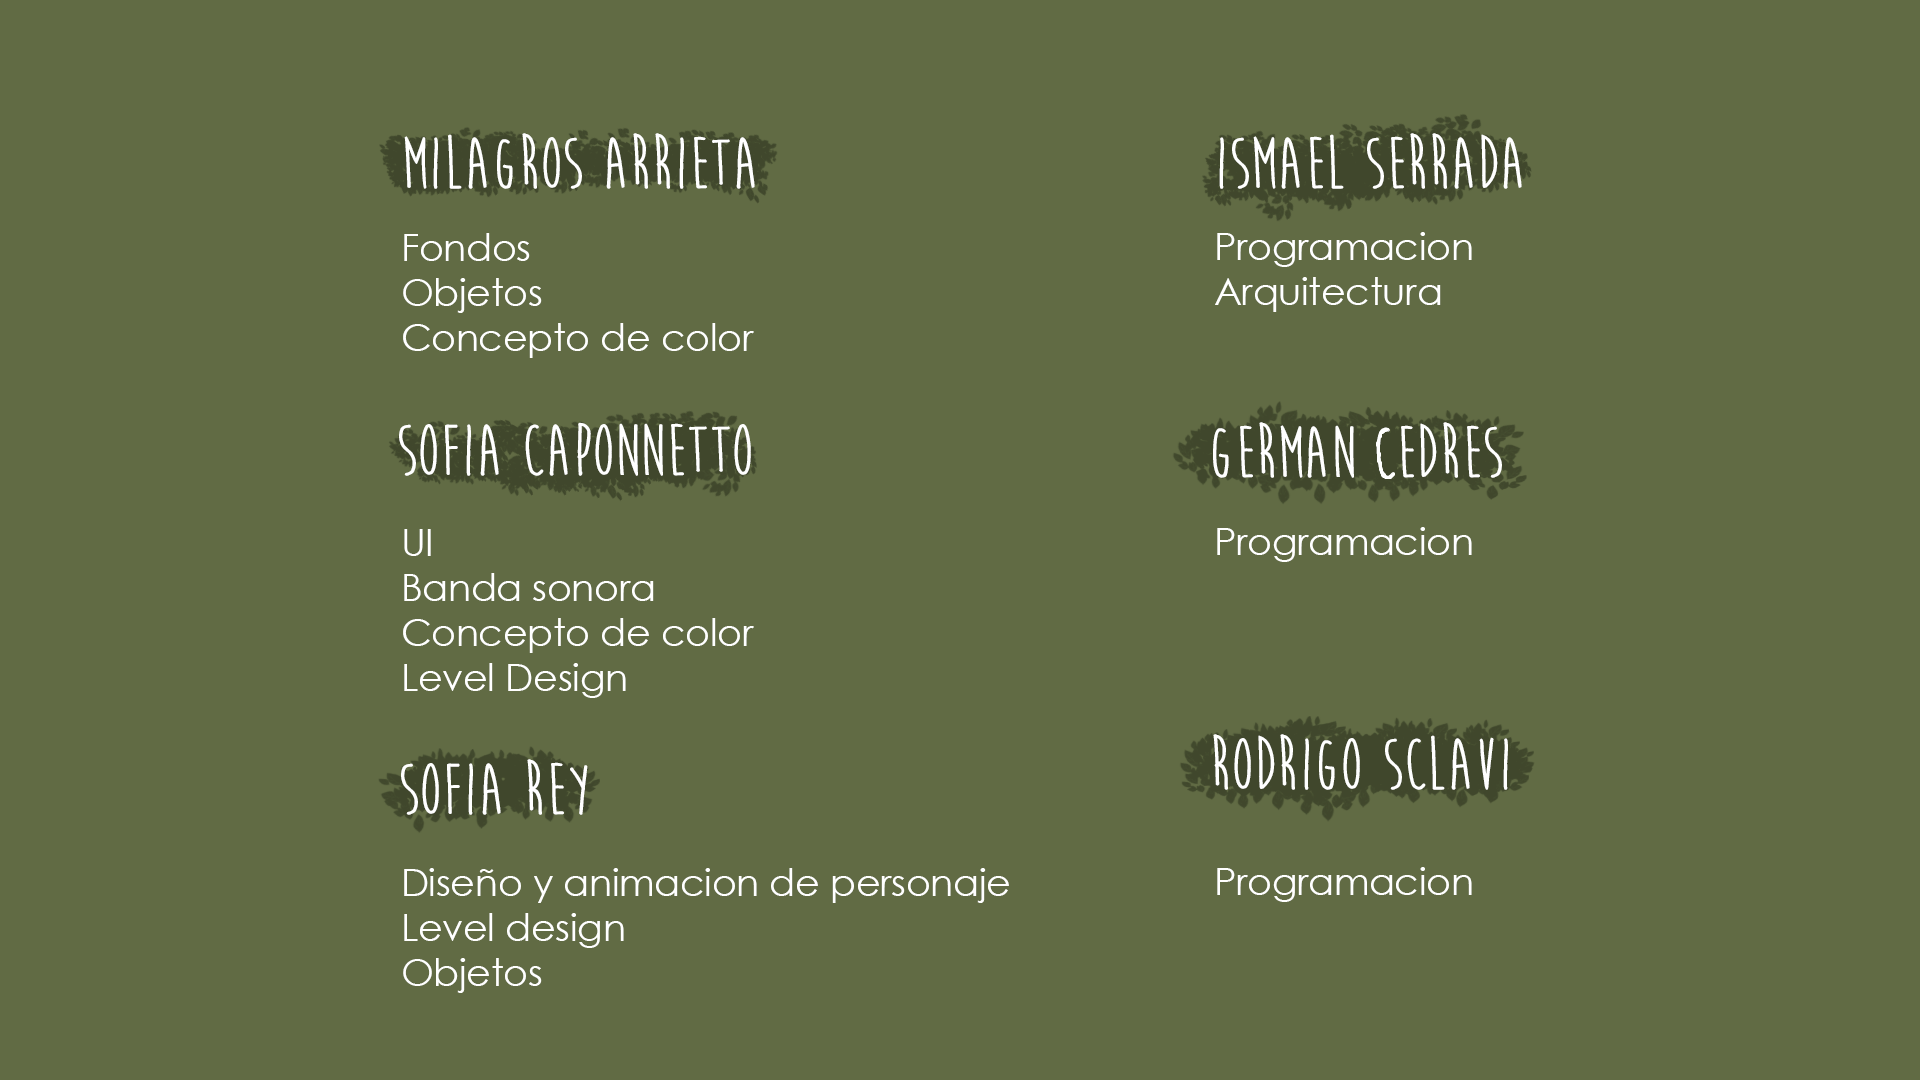 MILAGROS ARRIETA
Fondos
Objetos
Concepto de color
SOFIA CAPONNETTO
UI
Banda sonora
Concepto de color
Level Design
SOFIA REY
Diseño y animacion de personaje
Level design
Objetos
ISMAEL SERRADA
Programacion
Arquitectura
GERMAN CEDRES
Programacion
RODRIGO SCLAVI
Programacion